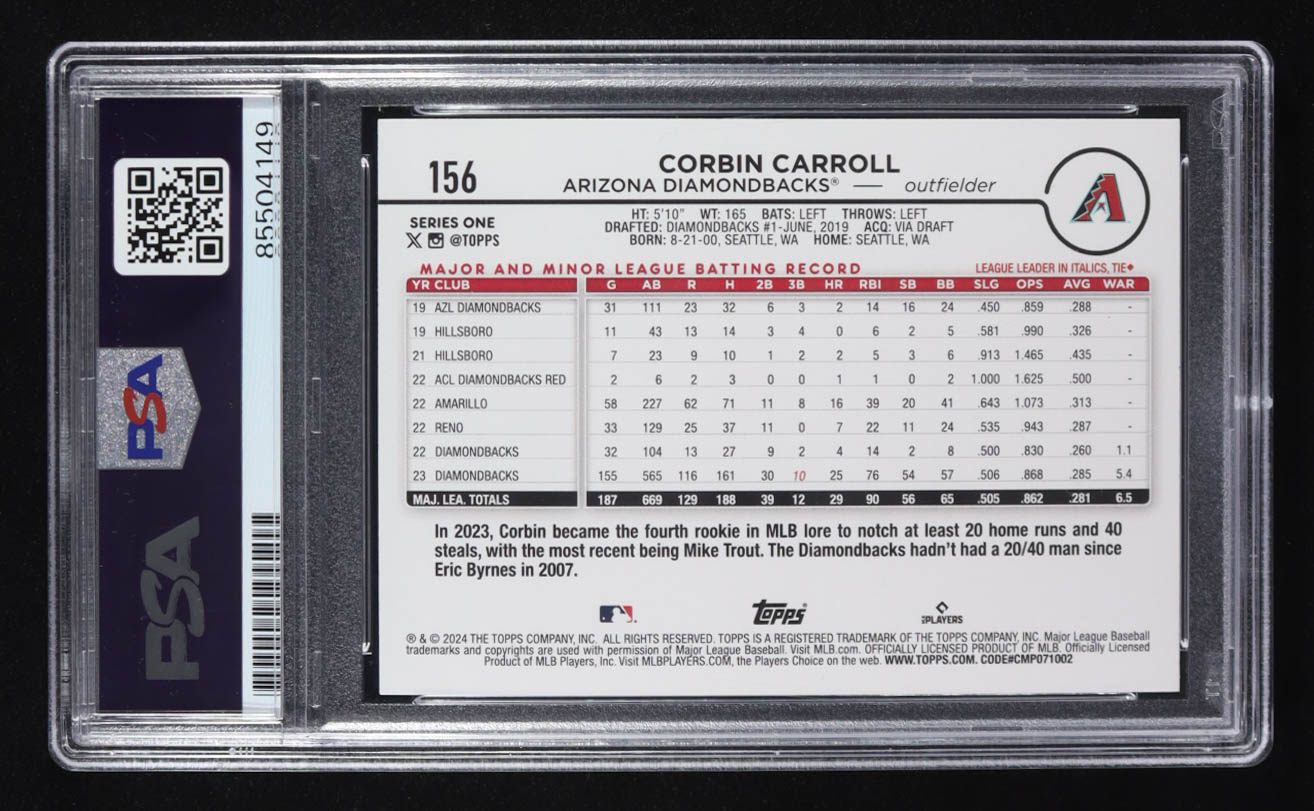 PSA
85504149
PSA
156
CORBIN CARROLL
ARIZONA DIAMONDBACKS® — outfielder
A
SERIES ONE
@TOPPS
HT: 5'10" WT: 165 BATS: LEFT THROWS: LEFT
DRAFTED: DIAMONDBACKS #1-JUNE, 2019 ACQ: VIA DRAFT
BORN: 8-21-00, SEATTLE, WA HOME: SEATTLE, WA
MAJOR AND MINOR LEAGUE BATTING RECORD LEAGUE LEADER IN ITALICS, TIE♦
YR CLUB G AB R H 2B 3B HR RBI SB BB SLG OPS AVG WAR
19 AZL DIAMONDBACKS 31 111 23 32 6 3 2 14 16 24 .450 .859 .288 -
19 HILLSBORO 11 43 13 14 3 4 0 6 2 5 .581 .990 .326 -
21 HILLSBORO 7 23 9 10 1 2 2 5 3 6 .913 1.465 .435 -
22 ACL DIAMONDBACKS RED 2 6 2 3 0 0 1 1 0 2 1.000 1.625 .500 -
22 AMARILLO 58 227 62 71 11 8 16 39 20 41 .643 1.073 .313 -
22 RENO 33 129 25 37 11 0 7 22 11 24 .535 .943 .287 -
22 DIAMONDBACKS 32 104 13 27 9 2 4 14 2 8 .500 .830 .260 1.1
23 DIAMONDBACKS 155 565 116 161 30 10 25 76 54 57 .506 .868 .285 5.4
MAJ. LEA. TOTALS 187 669 129 188 39 12 29 90 56 65 .505 .862 .281 6.5
In 2023, Corbin became the fourth rookie in MLB lore to notch at least 20 home runs and 40
steals, with the most recent being Mike Trout. The Diamondbacks hadn't had a 20/40 man since
Eric Byrnes in 2007.
Topps
PLAYERS
® & © 2024 THE TOPPS COMPANY, INC. ALL RIGHTS RESERVED. TOPPS IS A REGISTERED TRADEMARK OF THE TOPPS COMPANY, INC. Major League Baseball
trademarks and copyrights are used with permission of Major League Baseball. Visit MLB.com. OFFICIALLY LICENSED PRODUCT OF MLB. Officially Licensed
Product of MLB Players, Inc. Visit MLBPLAYERS.COM, the Players Choice on the web. WWW.TOPPS.COM. CODE#CMP071002